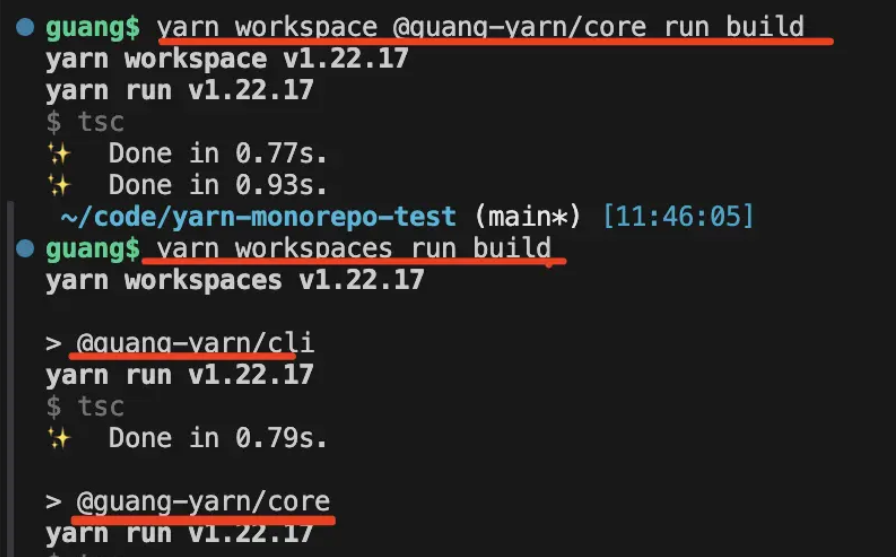 guang$ yarn workspace @guang-yarn/core run build
yarn workspace v1.22.17
yarn run v1.22.17
$ tsc
✨  Done in 0.77s.
✨  Done in 0.93s.
~/code/yarn-monorepo-test (main*) [11:46:05]
guang$ yarn workspaces run build
yarn workspaces v1.22.17
> @guang-yarn/cli
yarn run v1.22.17
$ tsc
✨  Done in 0.79s.
> @guang-yarn/core
yarn run v1.22.17